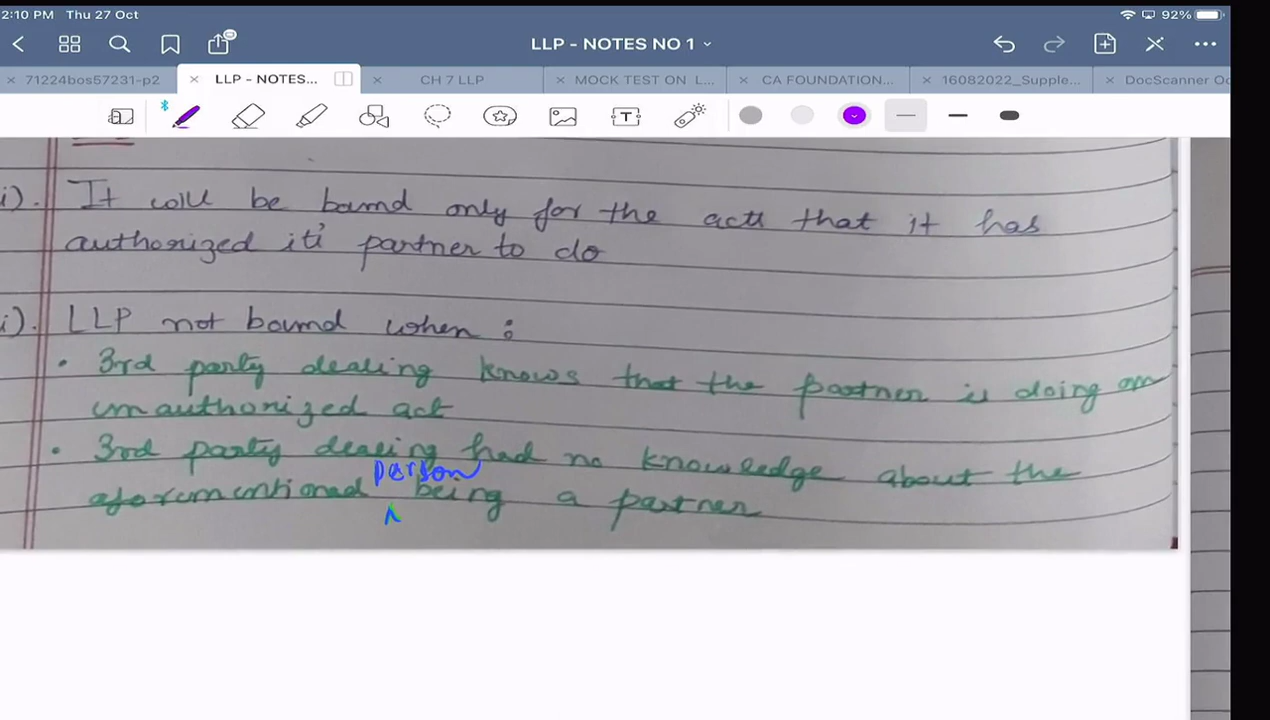 2:10 PM Thu 27 Oct
92%
LLP - NOTES NO 1
71224bos57231-p2
LLP - NOTES...
CH 7 LLP
MOCK TEST ON L...
CA FOUNDATION...
16082022_Supple...
DocScanner Oc
i). It will be bound only for the acts that it has
authorized it's partner to do
i). LLP not bound when :
• 3rd party dealing knows that the partner is doing an
unauthorized act
• 3rd party dealing had no knowledge about the
aforementioned person being a partner